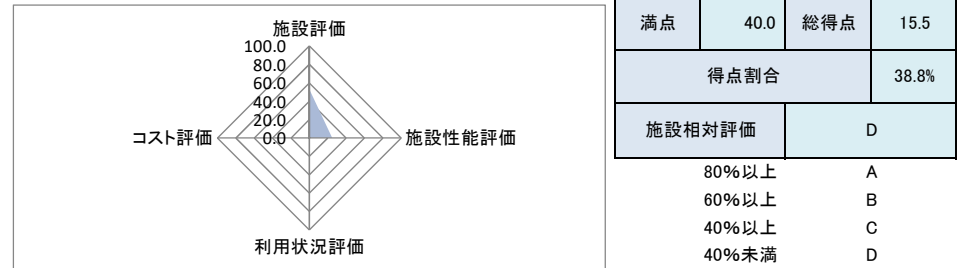 施設評価
100.0
80.0
60.0
40.0
20.0
0.0
コスト評価
施設性能評価
利用状況評価
満点 40.0 総得点 15.5
得点割合 38.8%
施設相対評価 D
80%以上 A
60%以上 B
40%以上 C
40%未満 D